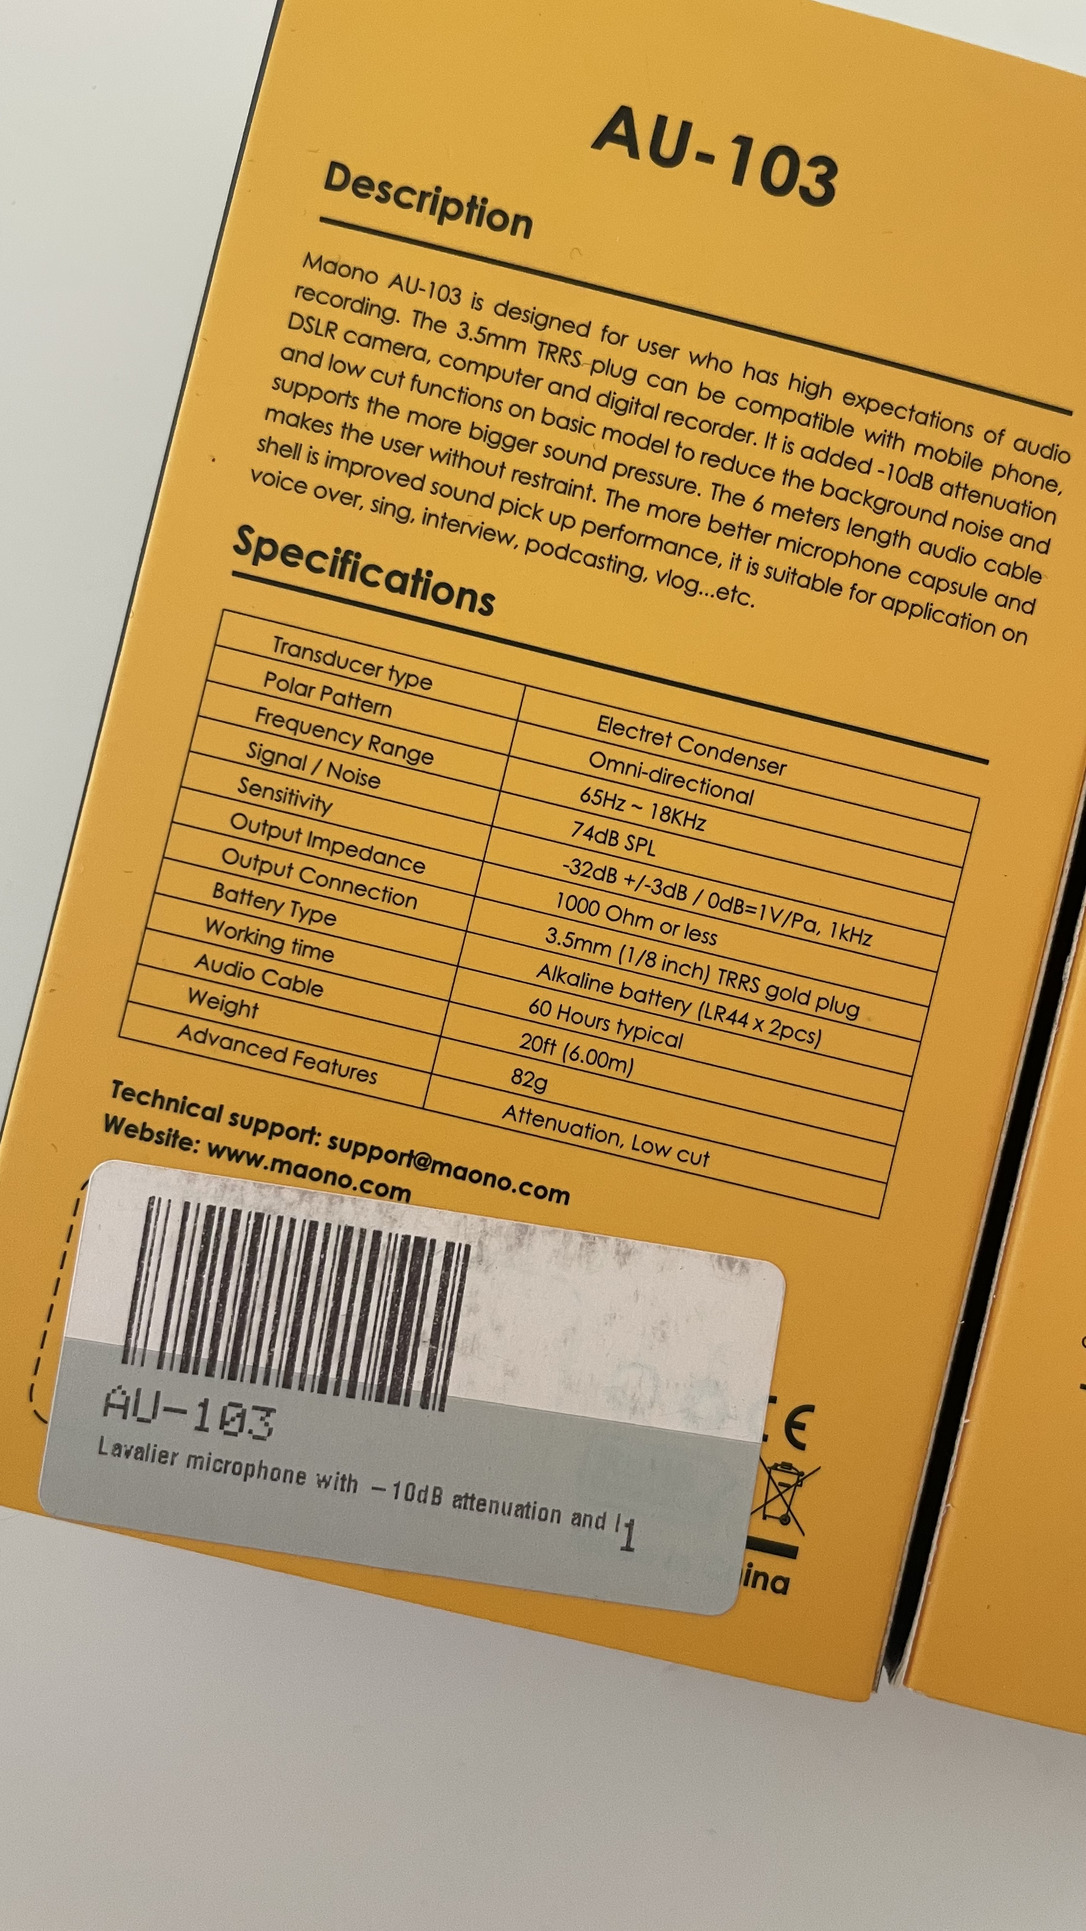 AU-103
Description
Maono AU-103 is designed for user who has high expectations of audio
recording. The 3.5mm TRRS plug can be compatible with mobile phone,
DSLR camera, computer and digital recorder. It is added -10dB attenuation
and low cut functions on basic model to reduce the background noise and
supports the more bigger sound pressure. The 6 meters length audio cable
makes the user without restraint. The more better microphone capsule and
shell is improved sound pick up performance, it is suitable for application on
voice over, sing, interview, podcasting, vlog...etc.
Specifications
Transducer type Electret Condenser
Polar Pattern Omni-directional
Frequency Range 65Hz ~ 18KHz
Signal / Noise 74dB SPL
Sensitivity -32dB +/-3dB / 0dB=1V/Pa, 1kHz
Output Impedance 1000 Ohm or less
Output Connection 3.5mm (1/8 inch) TRRS gold plug
Battery Type Alkaline battery (LR44 x 2pcs)
Working time 60 Hours typical
Audio Cable 20ft (6.00m)
Weight 82g
Advanced Features Attenuation, Low cut
Technical support: support@maono.com
Website: www.maono.com
AU-103
Lavalier microphone with -10dB attenuation and l
1
CE
ina